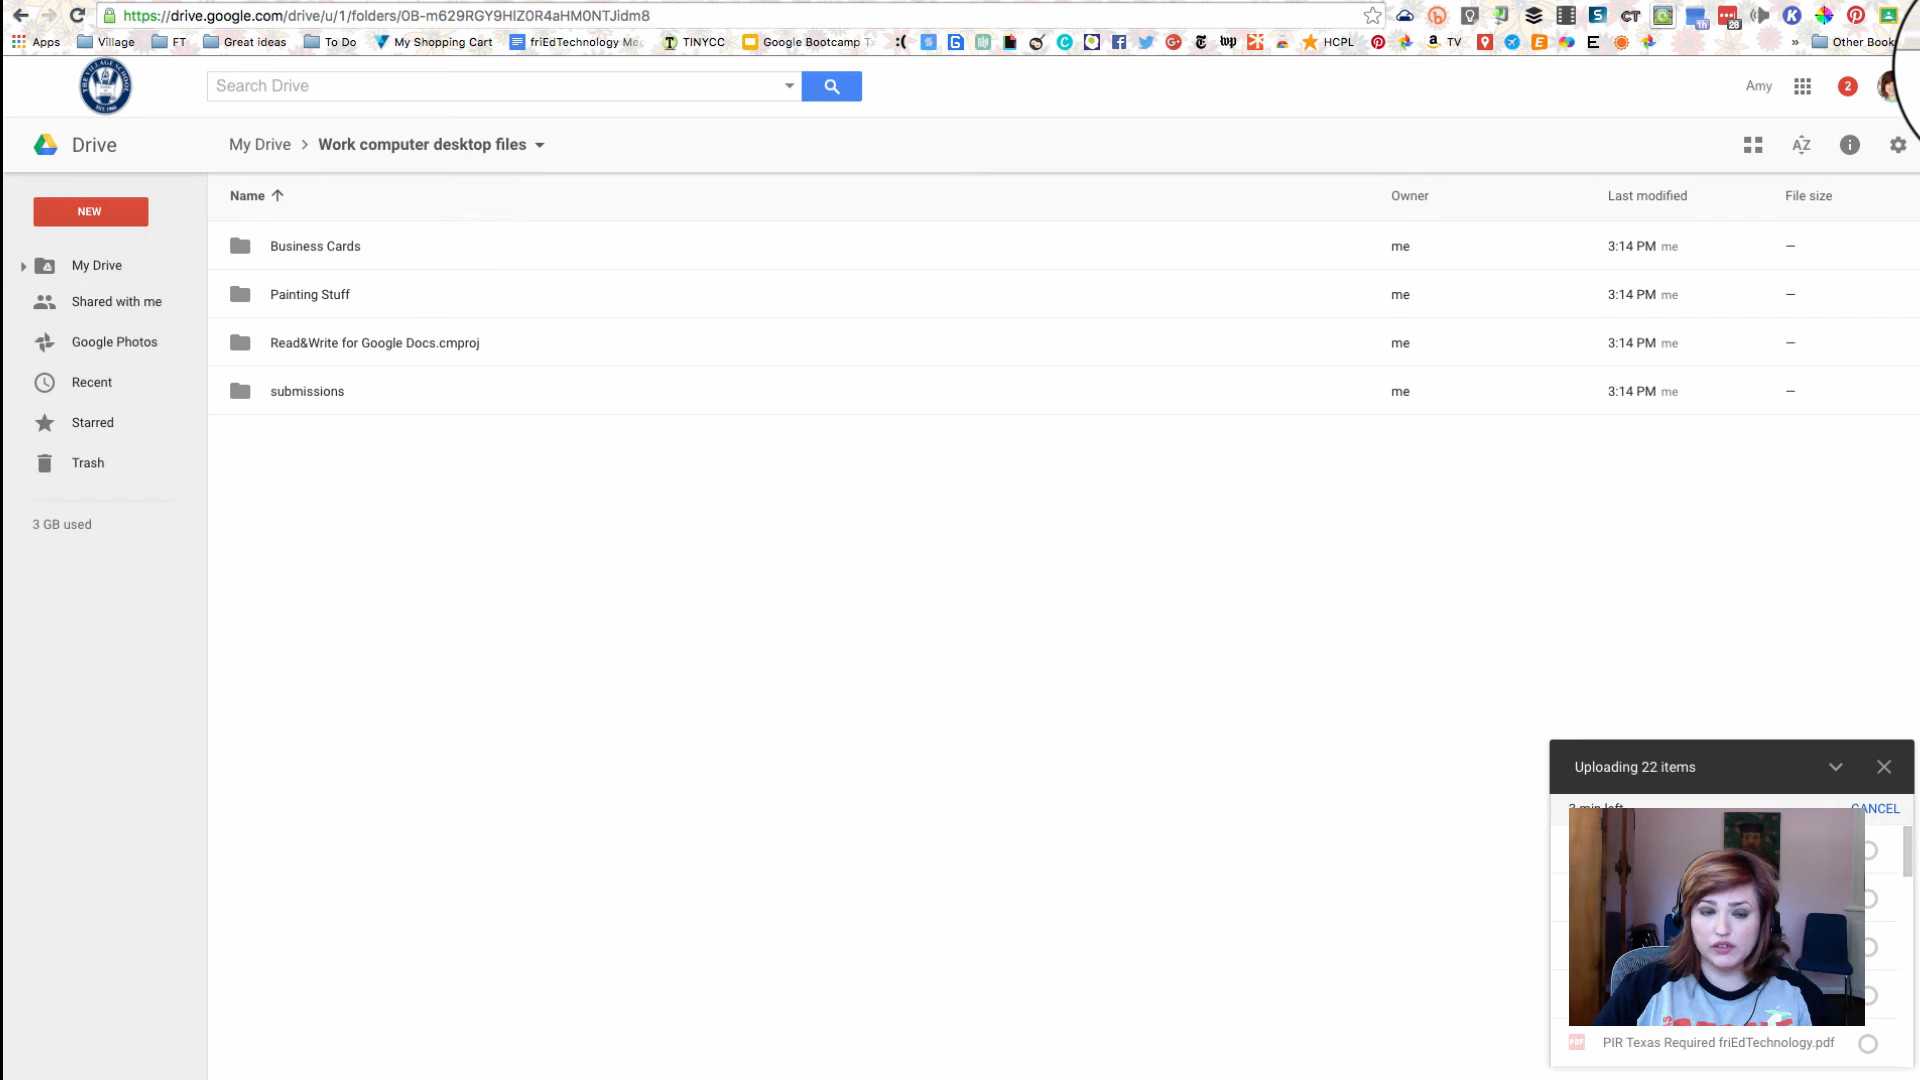 https://drive.google.com/drive/u/1/folders/0B-m629RGY9HlZ0R4aHM0NTJidm8
Apps Village FT Great ideas To Do My Shopping Cart friEdTechnology Me TINYCC Google Bootcamp T HCPL TV » Other Book
THE VILLAGE SCHOOL
Search Drive
Amy 2
Drive My Drive > Work computer desktop files
NEW
My Drive
Shared with me
Google Photos
Recent
Starred
Trash
3 GB used
Name Owner Last modified File size
Business Cards me 3:14 PM me –
Painting Stuff me 3:14 PM me –
Read&Write for Google Docs.cmproj me 3:14 PM me –
submissions me 3:14 PM me –
Uploading 22 items
CANCEL
PDF PIR Texas Required friEdTechnology.pdf